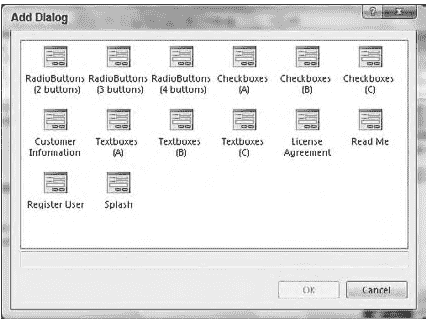 Add Dialog
RadioButtons RadioButtons RadioButtons Checkboxes Checkboxes Checkboxes
(2 buttons) (3 buttons) (4 buttons) (A) (B) (C)
Customer Textboxes Textboxes Textboxes License Read Me
Information (A) (B) (C) Agreement
Register User Splash
OK Cancel